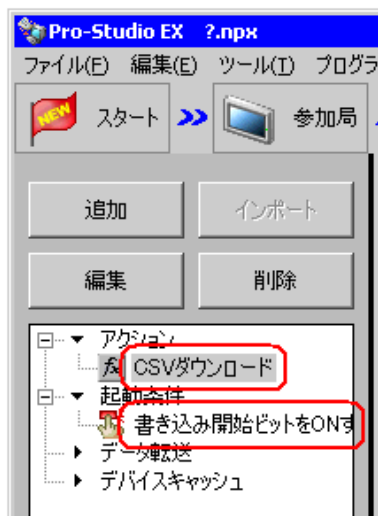 Pro-Studio EX ?.npx
ファイル(F) 編集(E) ツール(T) プログラ
NEW スタート 参加局
追加 インポート
編集 削除
アクション
fx CSVダウンロード
起動条件
書き込み開始ビットをONす
データ転送
デバイスキャッシュ